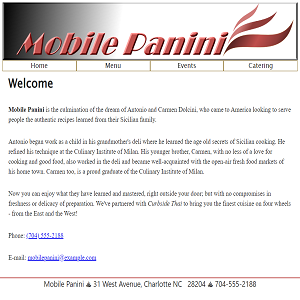 Mobile Panini
Home Menu Events Catering
Welcome
Mobile Panini is the culmination of the dream of Antonio and Carmen Dolcini, who came to America looking to serve
people the authentic recipes learned from their Sicilian family.
Antonio began work as a child in his grandmother's deli where he learned the age old secrets of Sicilian cooking. He
refined his technique at the Culinary Institute of Milan. His younger brother, Carmen, with no less of a love for
cooking and good food, also worked in the deli and became well-acquainted with the open-air fresh food markets of
his home town. Carmen too, is a proud graduate of the Culinary Institute of Milan.
Now you can enjoy what they have learned and mastered, right outside your door; but with no compromises in
freshness or delicacy of preparation. We've partnered with Curbside Thai to bring you the finest cuisine on four wheels
- from the East and the West!
Phone: (704) 555-2188
E-mail: mobilepanini@example.com
Mobile Panini ♣ 31 West Avenue, Charlotte NC 28204 ♣ 704-555-2188